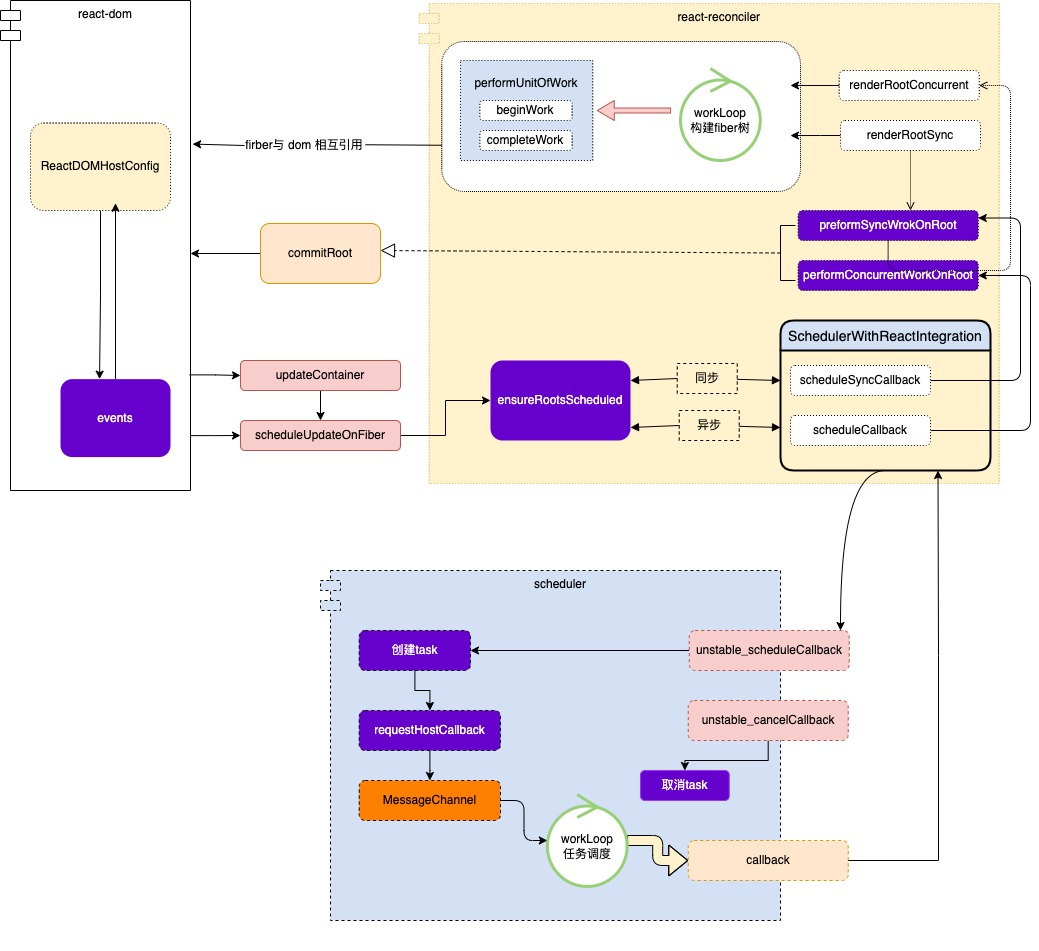 react-dom
react-reconciler
performUnitOfWork
beginWork
completeWork
workLoop
构建fiber树
renderRootConcurrent
renderRootSync
firber与 dom 相互引用
ReactDOMHostConfig
preformSyncWrokOnRoot
commitRoot
performConcurrentWorkOnRoot
SchedulerWithReactIntegration
updateContainer
同步
scheduleSyncCallback
ensureRootsScheduled
events
scheduleUpdateOnFiber
异步
scheduleCallback
scheduler
创建task
unstable_scheduleCallback
requestHostCallback
unstable_cancelCallback
取消task
MessageChannel
workLoop
任务调度
callback